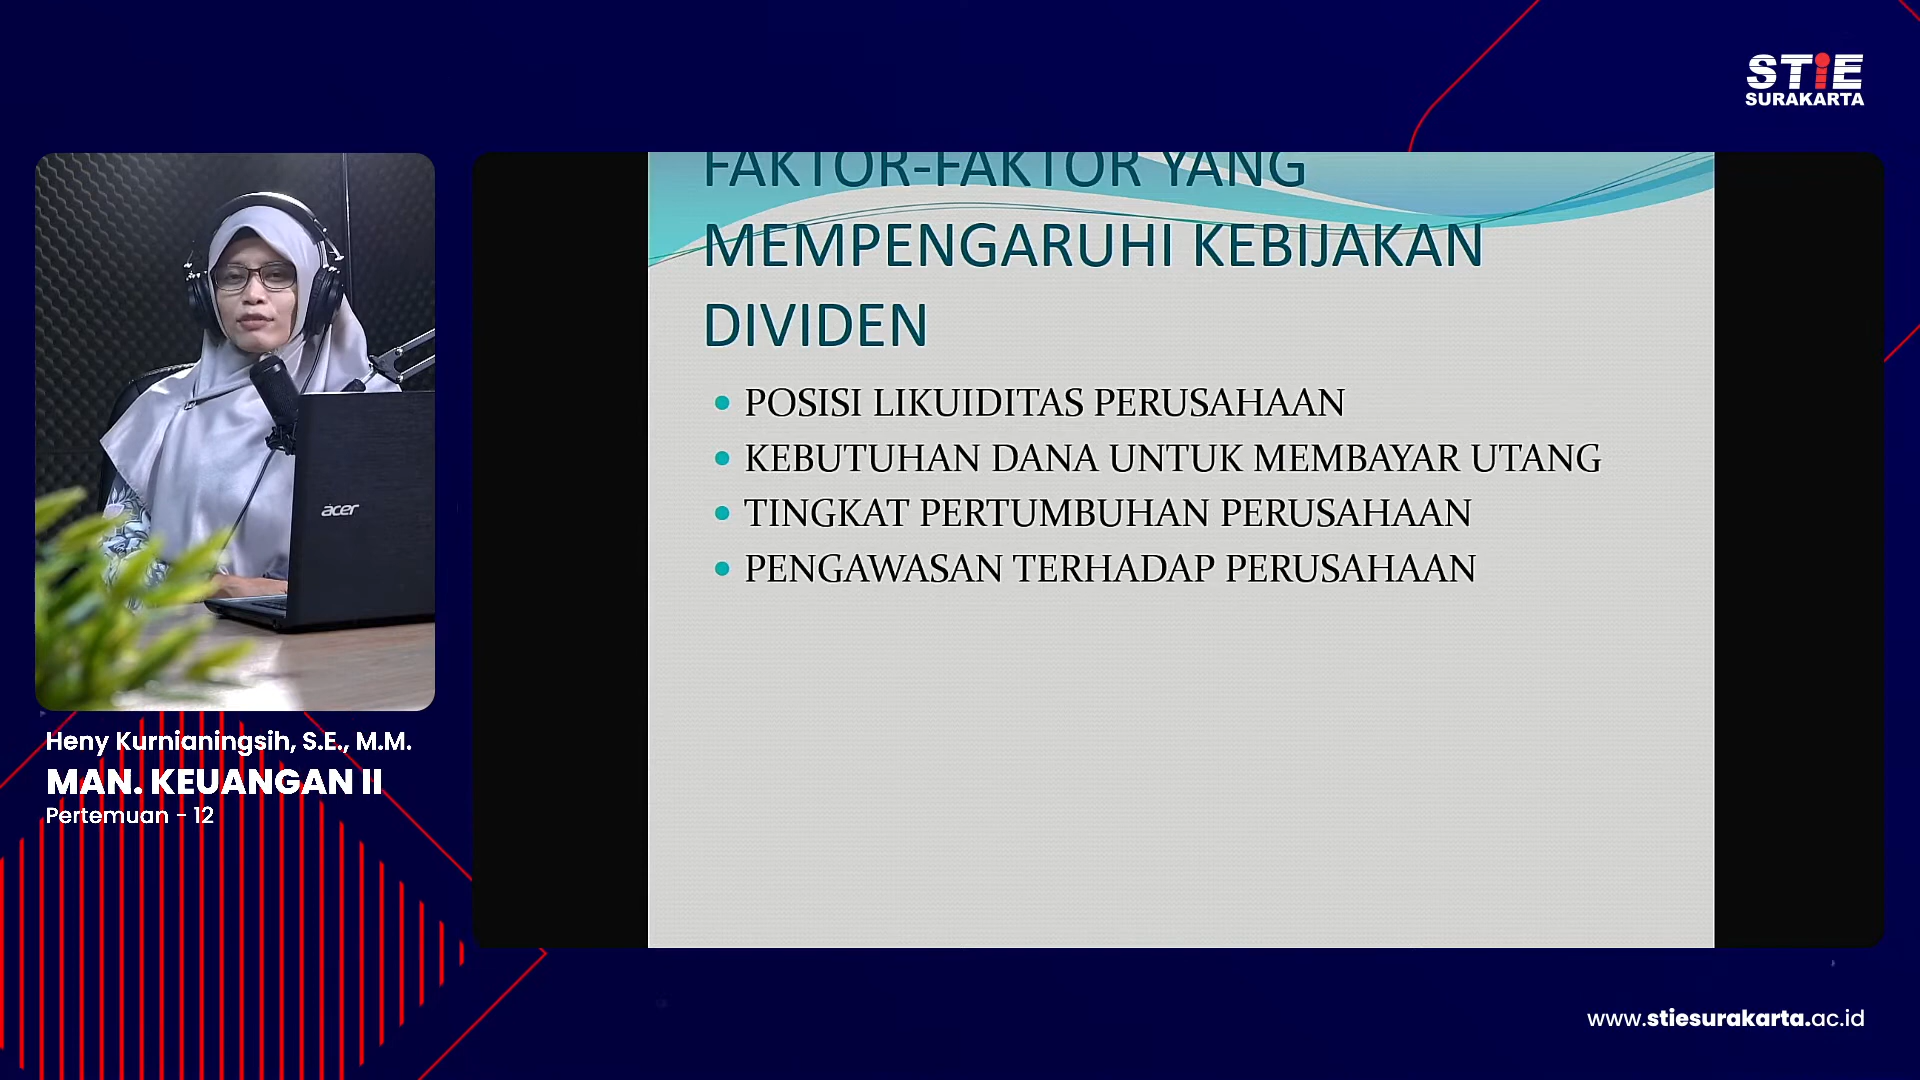 STiE
SURAKARTA
FAKTOR-FAKTOR YANG
MEMPENGARUHI KEBIJAKAN
DIVIDEN
• POSISI LIKUIDITAS PERUSAHAAN
• KEBUTUHAN DANA UNTUK MEMBAYAR UTANG
• TINGKAT PERTUMBUHAN PERUSAHAAN
• PENGAWASAN TERHADAP PERUSAHAAN
acer
Heny Kurnianingsih, S.E., M.M.
MAN. KEUANGAN II
Pertemuan - 12
www.stiesurakarta.ac.id